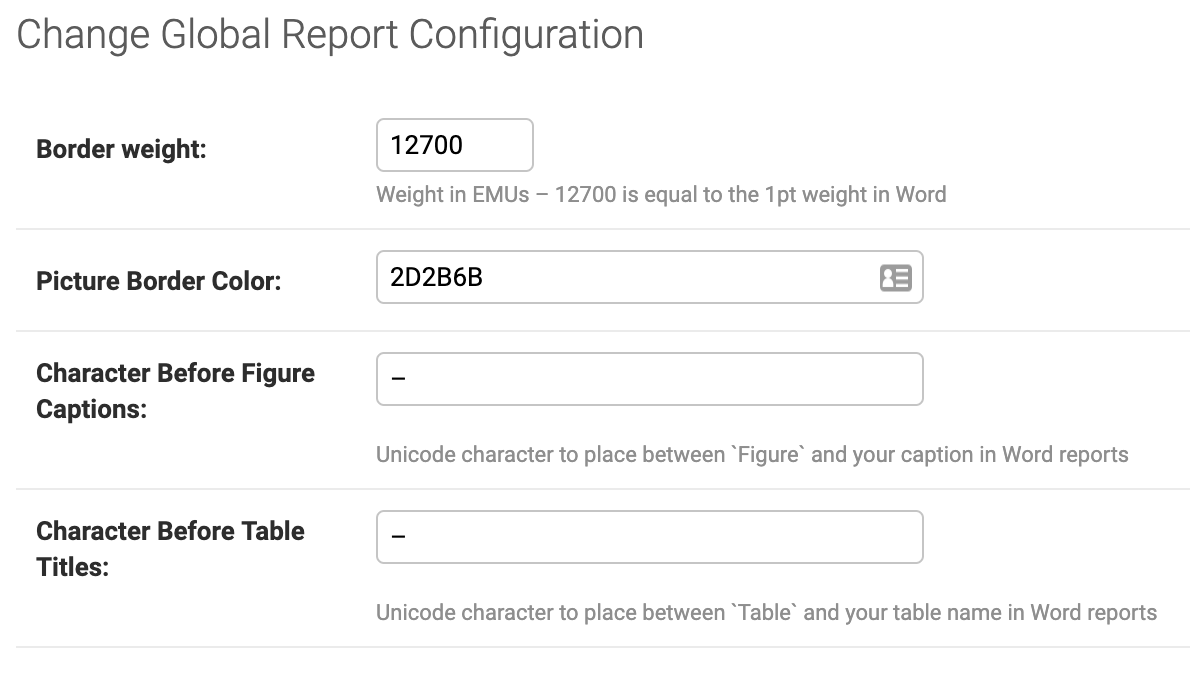 Change Global Report Configuration
Border weight:
12700
Weight in EMUs – 12700 is equal to the 1pt weight in Word
Picture Border Color:
2D2B6B
Character Before Figure
Captions:
–
Unicode character to place between `Figure` and your caption in Word reports
Character Before Table
Titles:
–
Unicode character to place between `Table` and your table name in Word reports